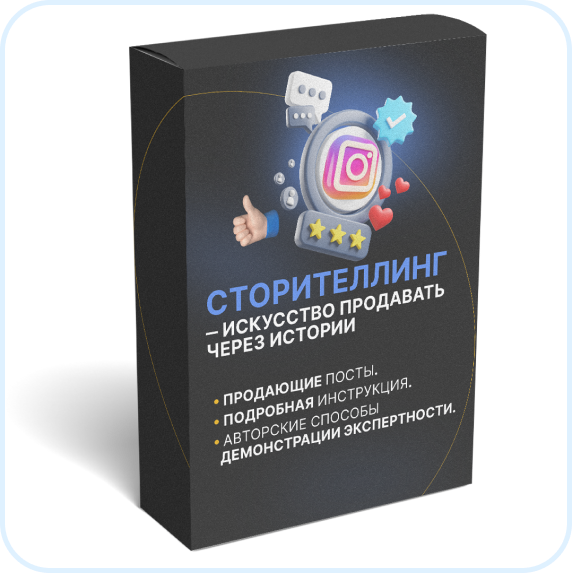 СТОРИТЕЛЛИНГ
– ИСКУССТВО ПРОДАВАТЬ
ЧЕРЕЗ ИСТОРИИ
• ПРОДАЮЩИЕ ПОСТЫ.
• ПОДРОБНАЯ ИНСТРУКЦИЯ.
• АВТОРСКИЕ СПОСОБЫ
ДЕМОНСТРАЦИИ ЭКСПЕРТНОСТИ.